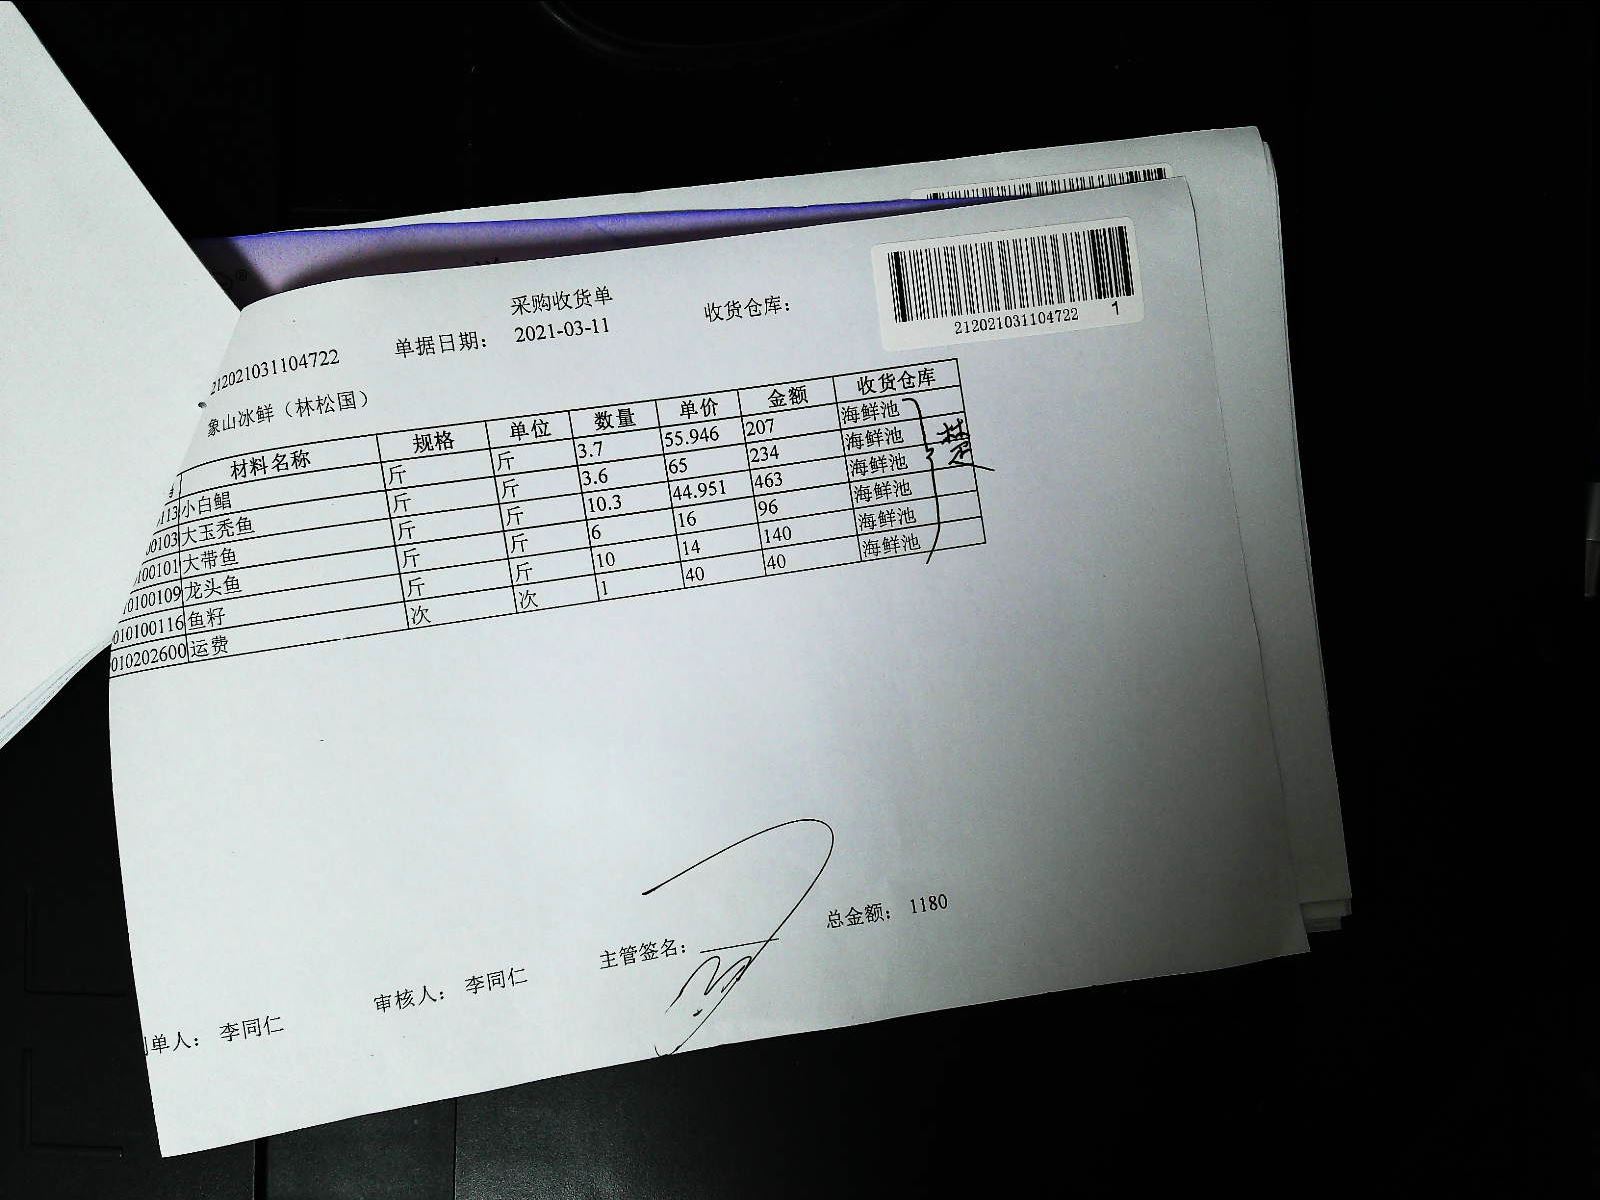 采购收货单
212021031104722 单据日期： 2021-03-11 收货仓库：
212021031104722 1
象山冰鲜（林松国）
材料名称 规格 单位 数量 单价 金额 收货仓库
113 小白鲳 斤 斤 3.7 55.946 207 海鲜池
00103 大玉秃鱼 斤 斤 3.6 65 234 海鲜池
100101 大带鱼 斤 斤 10.3 44.951 463 海鲜池
10100109 龙头鱼 斤 斤 6 16 96 海鲜池
010100116 鱼籽 斤 斤 10 14 140 海鲜池
010202600 运费 次 次 1 40 40 海鲜池
单人： 李同仁 审核人： 李同仁 主管签名： 总金额： 1180